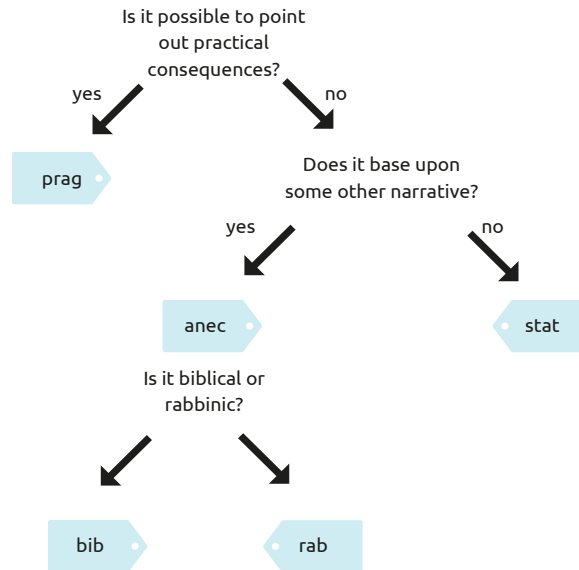 Is it possible to point
out practical
consequences?
yes
no
prag
Does it base upon
some other narrative?
yes
no
anec
stat
Is it biblical or
rabbinic?
bib
rab